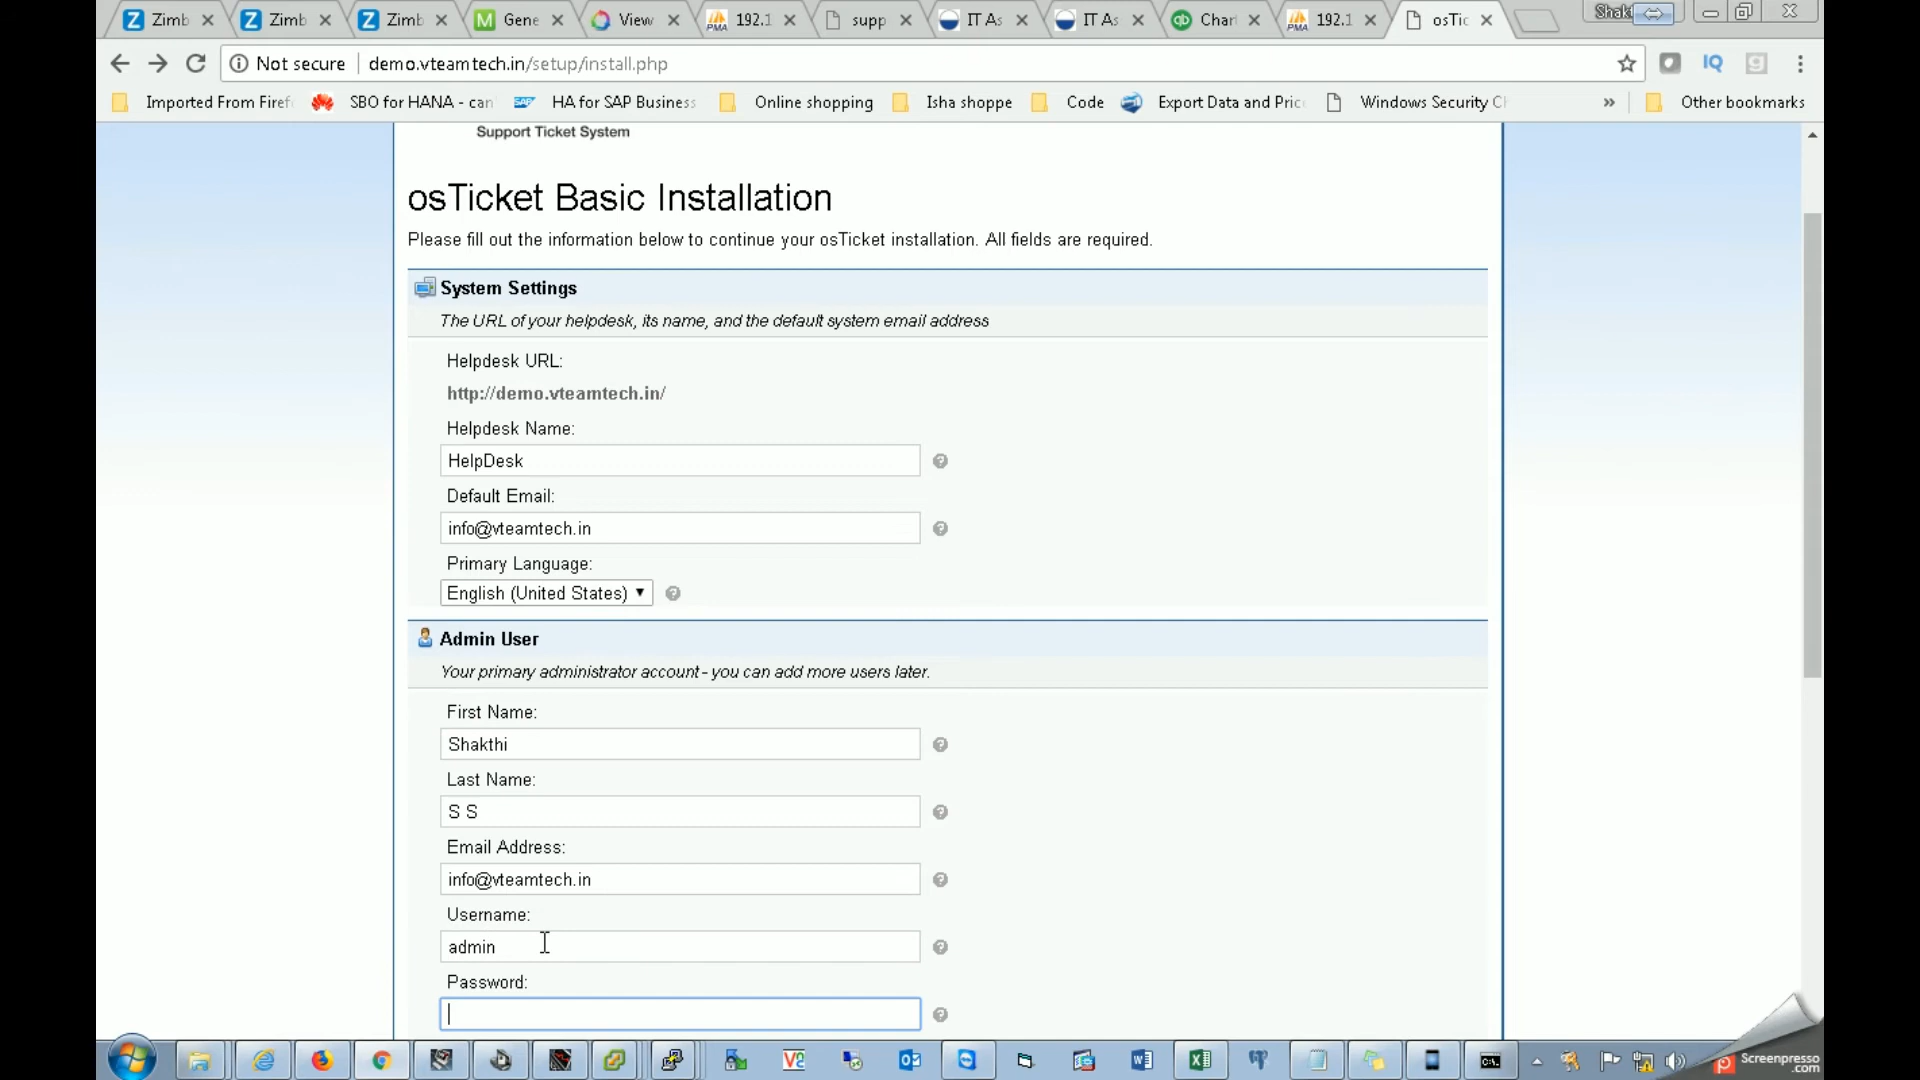 Zimb
Zimb
Zimb
Gene
View
192.1
supp
IT As
IT As
Char
192.1
osTic
Not secure
demo.vteamtech.in/setup/install.php
Imported From Firef
SBO for HANA - can
HA for SAP Business
Online shopping
Isha shoppe
Code
Export Data and Pric
Windows Security Ch
»
Other bookmarks
Support Ticket System
osTicket Basic Installation
Please fill out the information below to continue your osTicket installation. All fields are required.
System Settings
The URL of your helpdesk, its name, and the default system email address
Helpdesk URL:
http://demo.vteamtech.in/
Helpdesk Name:
HelpDesk
Default Email:
info@vteamtech.in
Primary Language:
English (United States)
Admin User
Your primary administrator account - you can add more users later.
First Name:
Shakthi
Last Name:
S S
Email Address:
info@vteamtech.in
Username:
admin
Password:
Screenpresso
.com